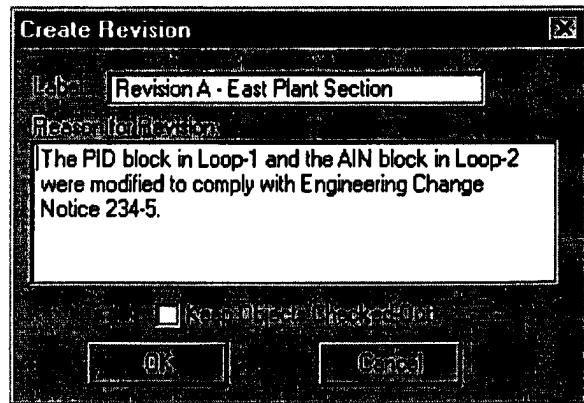 Create Revision
Label: Revision A - East Plant Section
Reason for Revision:
The PID block in Loop-1 and the AIN block in Loop-2
were modified to comply with Engineering Change
Notice 234-5.
Keep Objects Checked Out
OK Cancel